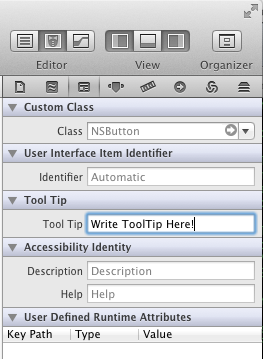 Editor View Organizer
Custom Class
Class NSButton
User Interface Item Identifier
Identifier Automatic
Tool Tip
Tool Tip Write ToolTip Here!
Accessibility Identity
Description Description
Help Help
User Defined Runtime Attributes
Key Path Type Value